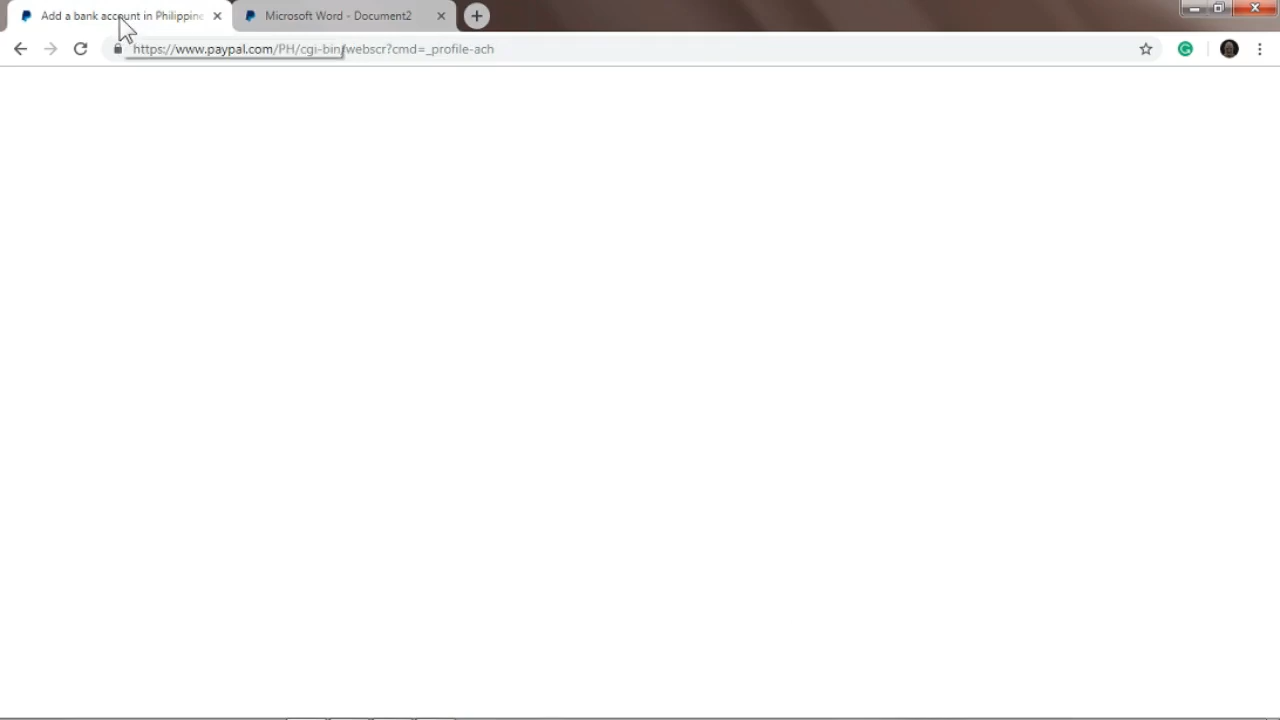 Add a bank account in Philippine
Microsoft Word - Document2
https://www.paypal.com/PH/cgi-bin/webscr?cmd=_profile-ach